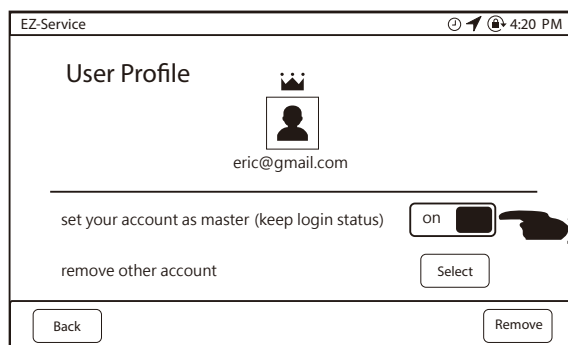 EZ-Service 4:20 PM
User Profile
eric@gmail.com
set your account as master (keep login status) on
remove other account Select
Back Remove